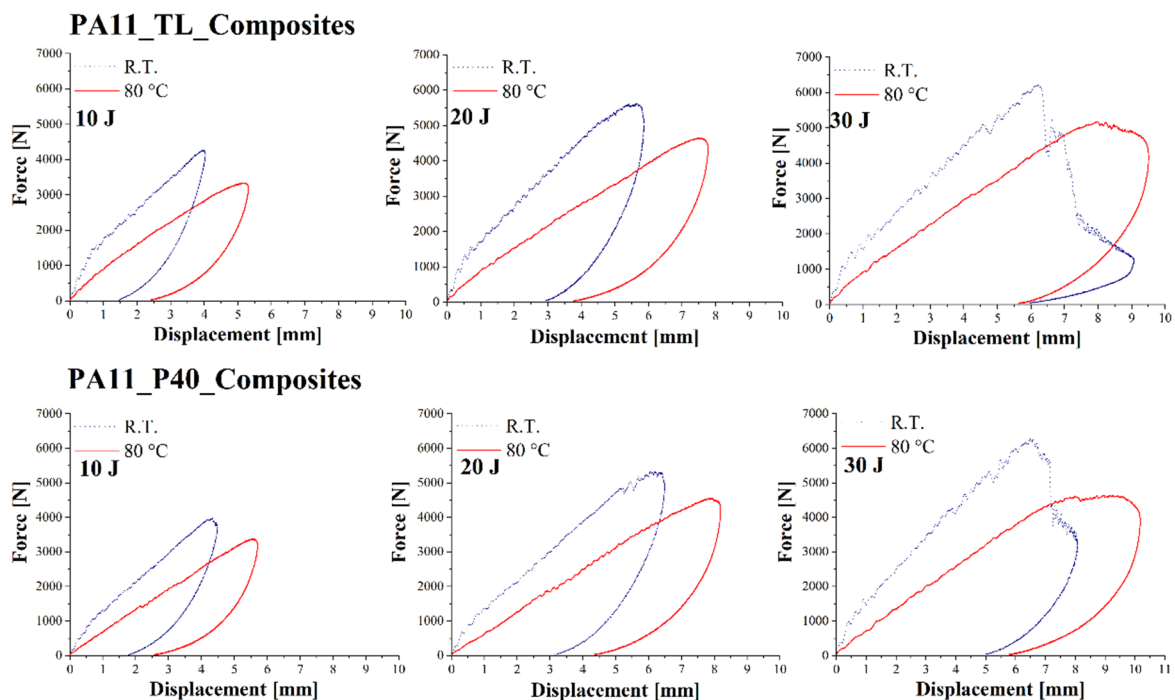 PA11_TL_Composites
7000
6000
5000
4000
3000
2000
1000
0
Force [N]
R.T.
80 °C
10 J
0 1 2 3 4 5 6 7 8 9 10
Displacement [mm]
7000
6000
5000
4000
3000
2000
1000
0
Force [N]
R.T.
80 °C
20 J
0 1 2 3 4 5 6 7 8 9 10
Displacement [mm]
7000
6000
5000
4000
3000
2000
1000
0
Force [N]
R.T.
80 °C
30 J
0 1 2 3 4 5 6 7 8 9 10
Displacement [mm]
PA11_P40_Composites
7000
6000
5000
4000
3000
2000
1000
0
Force [N]
R.T.
80 °C
10 J
0 1 2 3 4 5 6 7 8 9 10
Displacement [mm]
7000
6000
5000
4000
3000
2000
1000
0
Force [N]
R.T.
80 °C
20 J
0 1 2 3 4 5 6 7 8 9 10
Displacement [mm]
7000
6000
5000
4000
3000
2000
1000
0
Force [N]
R.T.
80 °C
30 J
0 1 2 3 4 5 6 7 8 9 10 11
Displacement [mm]